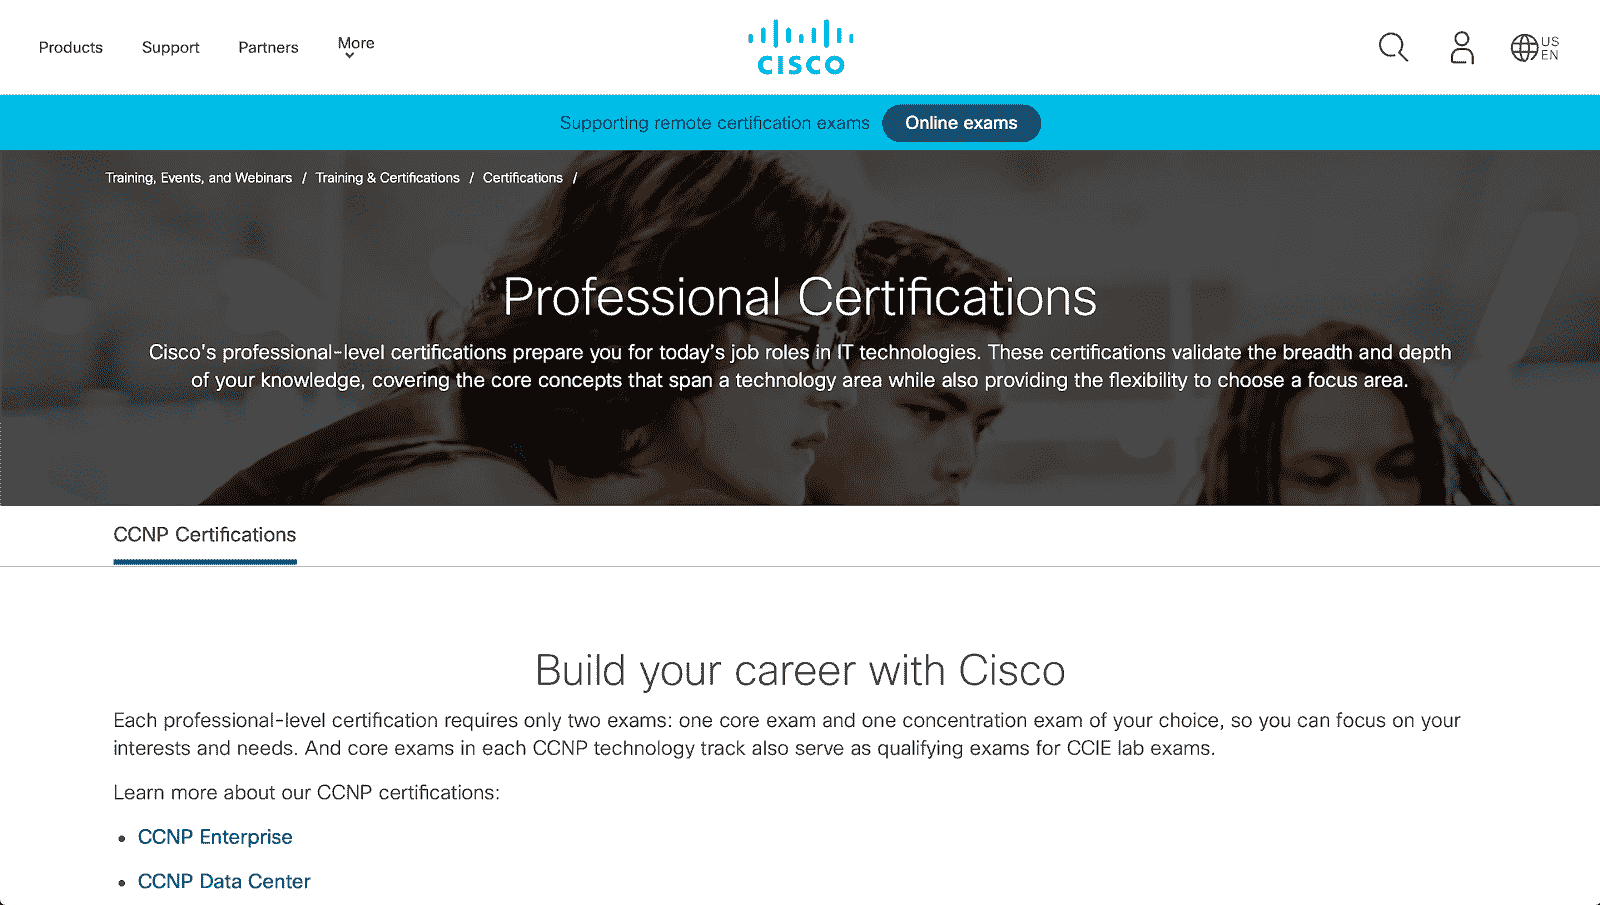 Products Support Partners More
CISCO
US
EN
Supporting remote certification exams Online exams
Training, Events, and Webinars / Training & Certifications / Certifications /
Professional Certifications
Cisco's professional-level certifications prepare you for today’s job roles in IT technologies. These certifications validate the breadth and depth
of your knowledge, covering the core concepts that span a technology area while also providing the flexibility to choose a focus area.
CCNP Certifications
Build your career with Cisco
Each professional-level certification requires only two exams: one core exam and one concentration exam of your choice, so you can focus on your
interests and needs. And core exams in each CCNP technology track also serve as qualifying exams for CCIE lab exams.
Learn more about our CCNP certifications:
• CCNP Enterprise
• CCNP Data Center